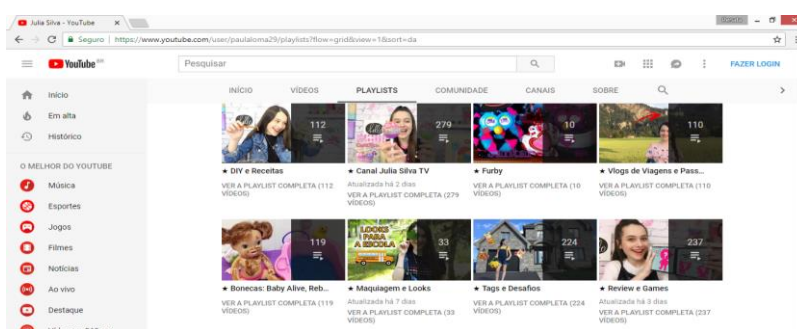 Julia Silva - YouTube
Seguro | https://www.youtube.com/user/paulaloma29/playlists?flow=grid&view=1&sort=da
YouTube BR
Pesquisar
FAZER LOGIN
INÍCIO VÍDEOS PLAYLISTS COMUNIDADE CANAIS SOBRE
Início
Em alta
Histórico
O MELHOR DO YOUTUBE
Música
Esportes
Jogos
Filmes
Notícias
Ao vivo
Destaque
112
279
10
110
★ DIY e Receitas
VER A PLAYLIST COMPLETA (112
VÍDEOS)
★ Canal Julia Silva TV
Atualizada há 2 dias
VER A PLAYLIST COMPLETA (279
VÍDEOS)
★ Furby
VER A PLAYLIST COMPLETA (10
VÍDEOS)
★ Vlogs de Viagens e Pass...
VER A PLAYLIST COMPLETA (110
VÍDEOS)
119
LOOKS
PARA
A ESCOLA
33
224
237
★ Bonecas: Baby Alive, Reb...
VER A PLAYLIST COMPLETA (119
VÍDEOS)
★ Maquiagem e Looks
Atualizada há 7 dias
VER A PLAYLIST COMPLETA (33
VÍDEOS)
★ Tags e Desafios
VER A PLAYLIST COMPLETA (224
VÍDEOS)
★ Review e Games
Atualizada há 3 dias
VER A PLAYLIST COMPLETA (237
VÍDEOS)